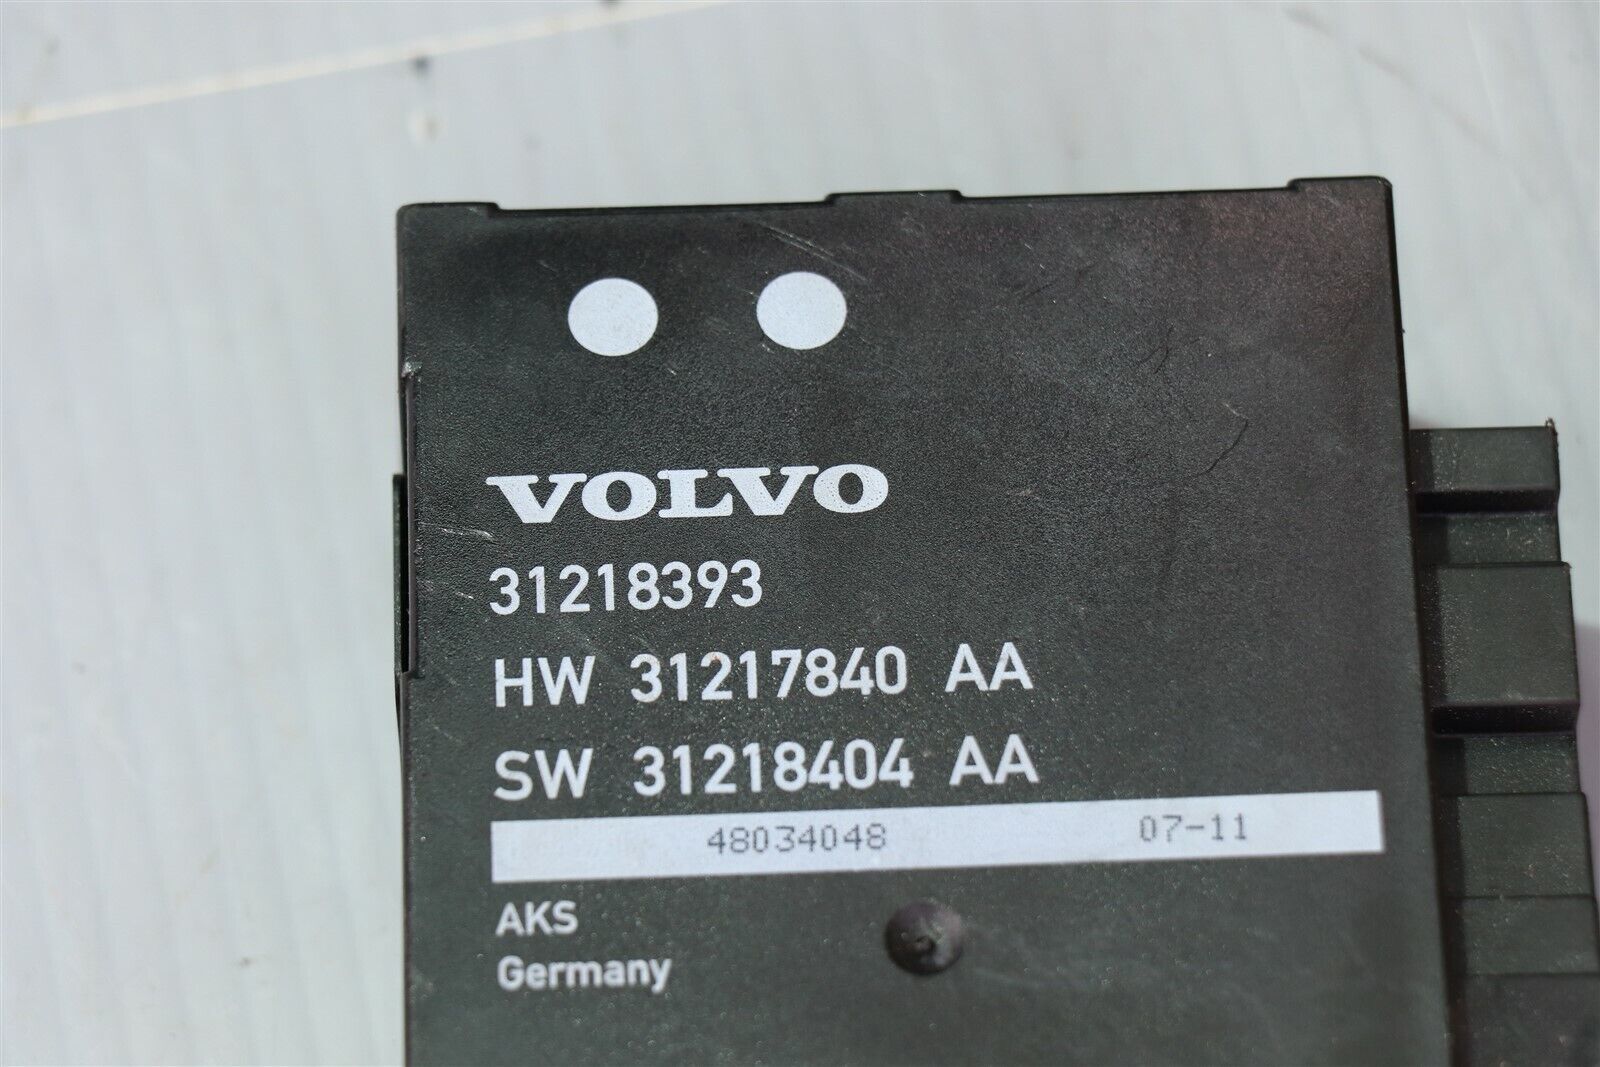 VOLVO
31218393
HW 31217840 AA
SW 31218404 AA
48034048 07-11
AKS
Germany